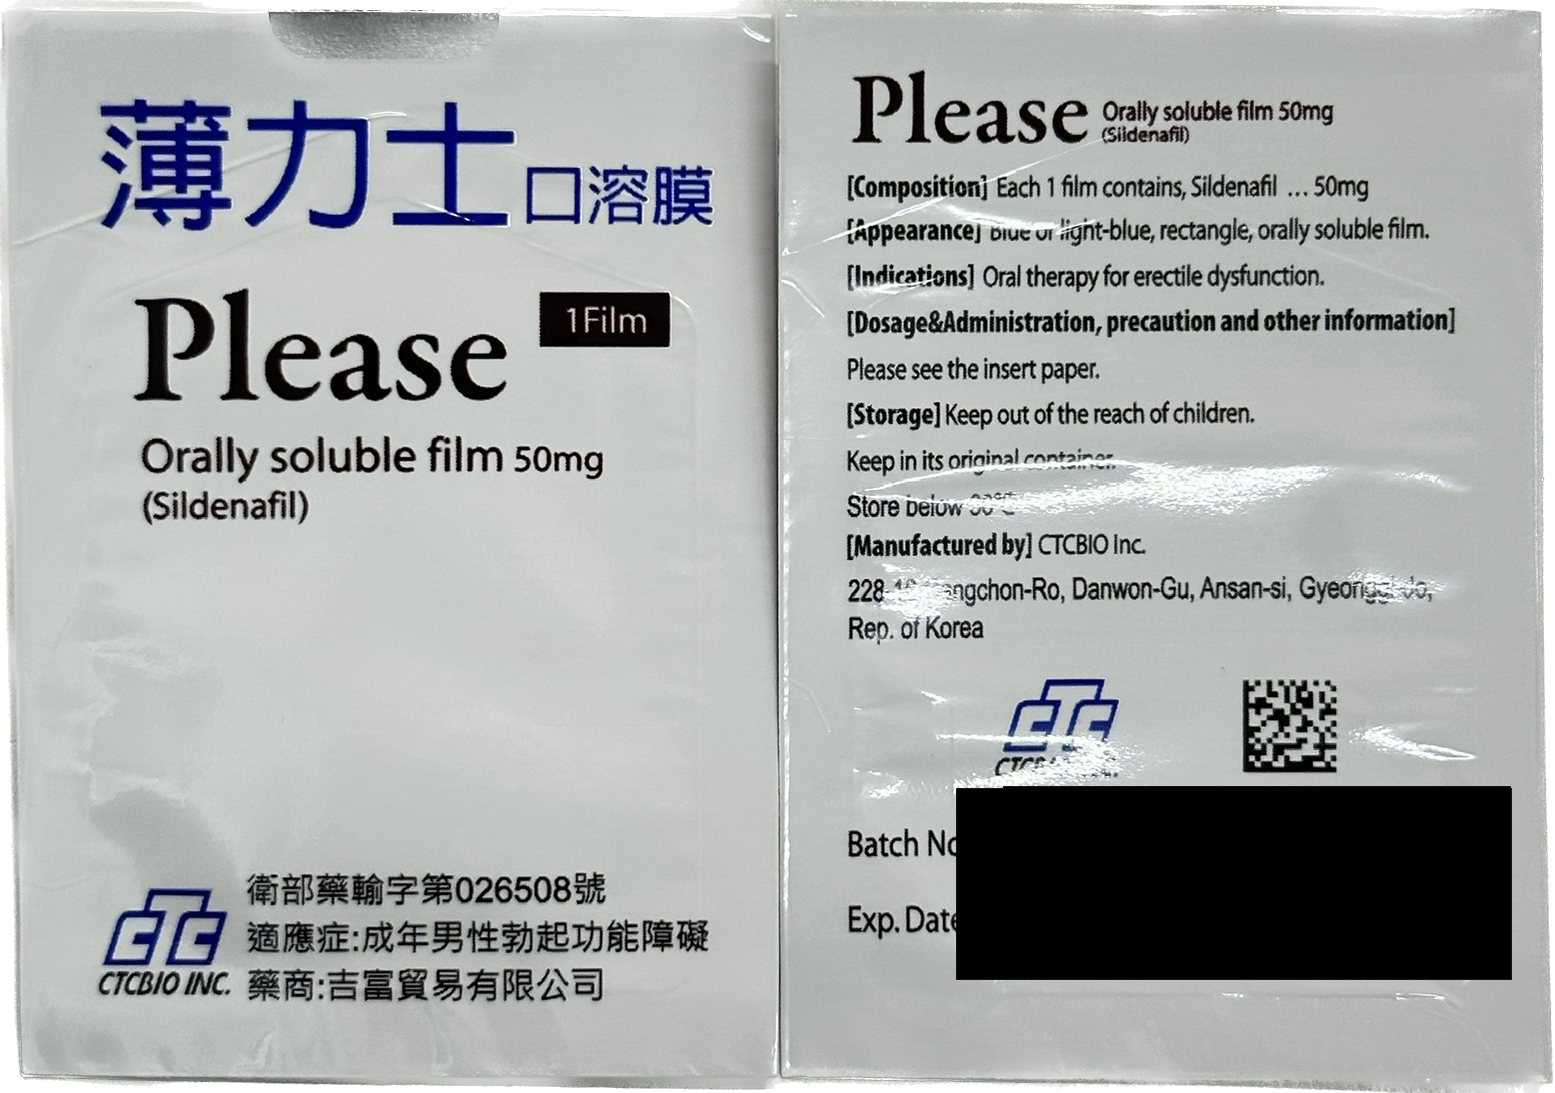 薄力士 口溶膜
Please 1Film
Orally soluble film 50mg
(Sildenafil)
衛部藥輸字第026508號
適應症:成年男性勃起功能障礙
藥商:吉富貿易有限公司
CTCBIO INC.
Please Orally soluble film 50mg
(Sildenafil)
[Composition] Each 1 film contains, Sildenafil ... 50mg
[Appearance] Blue or light-blue, rectangle, orally soluble film.
[Indications] Oral therapy for erectile dysfunction.
[Dosage&Administration, precaution and other information]
Please see the insert paper.
[Storage] Keep out of the reach of children.
Keep in its original container.
Store below
[Manufactured by] CTCBIO Inc.
Danwon-Gu, Ansan-si,
Rep. of Korea
Batch
Exp. Date